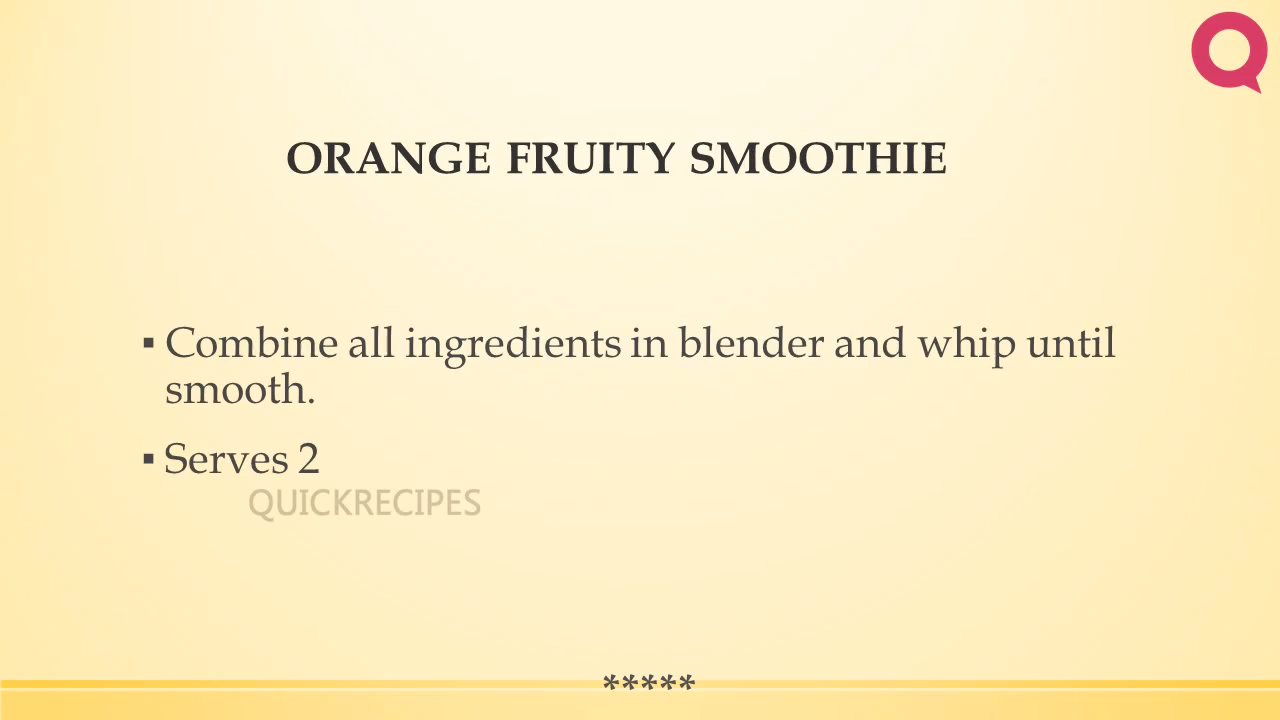 ORANGE FRUITY SMOOTHIE
▪ Combine all ingredients in blender and whip until
smooth.
▪ Serves 2
QUICKRECIPES
*****